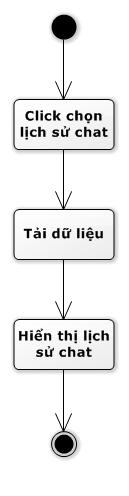 Click chọn
lịch sử chat
Tải dữ liệu
Hiển thị lịch
sử chat